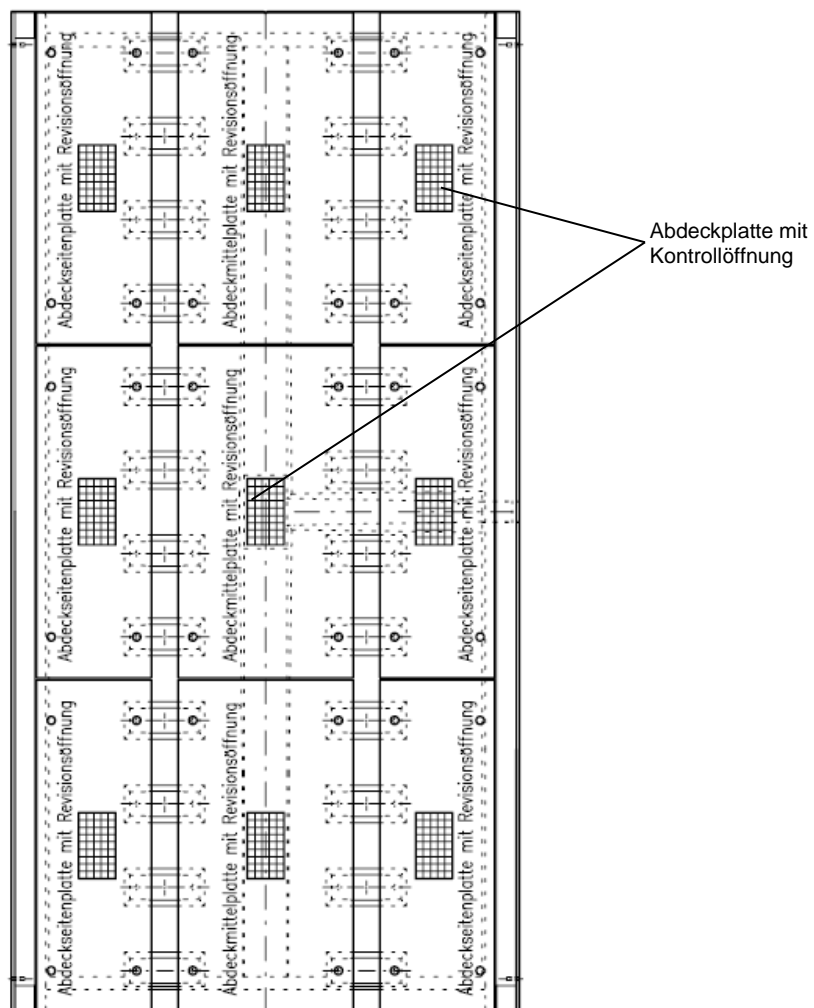 Abdeckseitenplatte mit Revisionsöffnung
Abdeckmittelplatte mit Revisionsöffnung
Abdeckseitenplatte mit Revisionsöffnung
Abdeckplatte mit
Kontrollöffnung
Abdeckseitenplatte mit Revisionsöffnung
Abdeckmittelplatte mit Revisionsöffnung
Abdeckseitenplatte mit Revisionsöffnung
Abdeckseitenplatte mit Revisionsöffnung
Abdeckmittelplatte mit Revisionsöffnung
Abdeckseitenplatte mit Revisionsöffnung